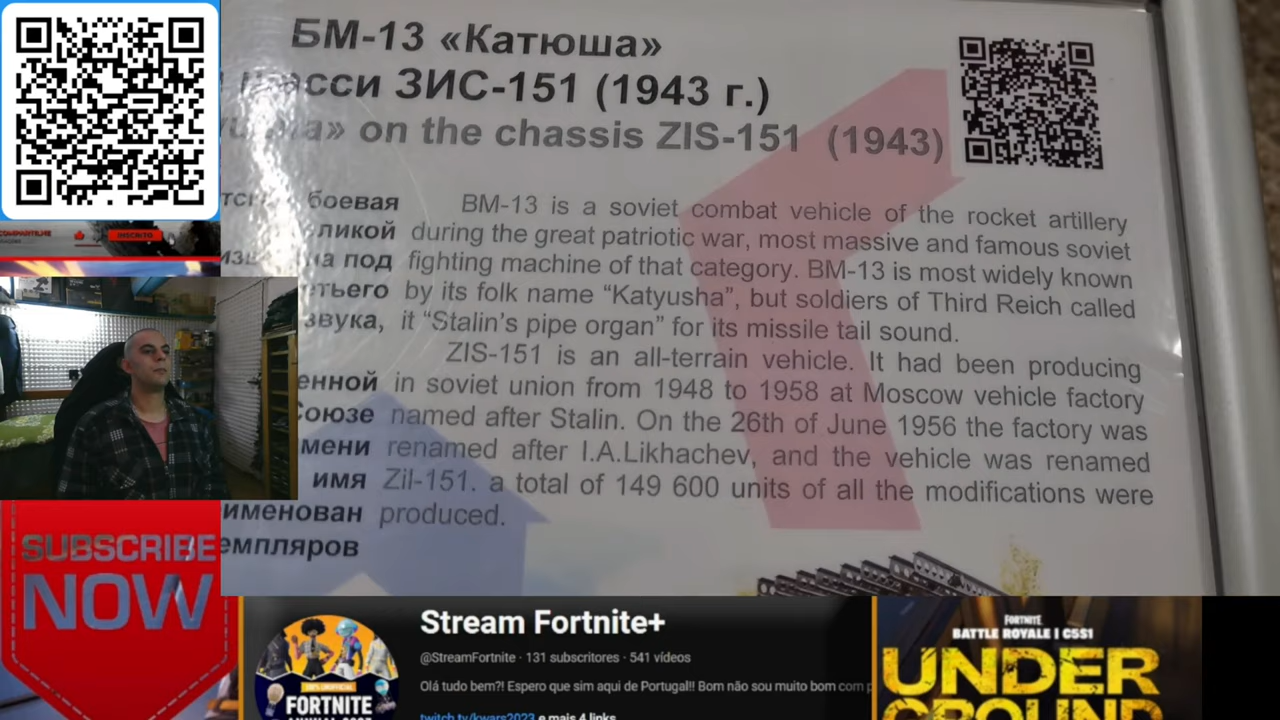 БМ-13 «Катюша»
шасси ЗИС-151 (1943 г.)
on the chassis ZIS-151 (1943)
боевая BM-13 is a soviet combat vehicle of the rocket artillery
ликой during the great patriotic war, most massive and famous soviet
на под fighting machine of that category. BM-13 is most widely known
тьего by its folk name “Katyusha”, but soldiers of Third Reich called
звука, it “Stalin’s pipe organ” for its missile tail sound.
ZIS-151 is an all-terrain vehicle. It had been producing
енной in soviet union from 1948 to 1958 at Moscow vehicle factory
Союзе named after Stalin. On the 26th of June 1956 the factory was
мени renamed after I.A.Likhachev, and the vehicle was renamed
имя Zil-151. a total of 149 600 units of all the modifications were
именован produced.
емпляров
INSCRITO
SUBSCRIBE
NOW
Stream Fortnite+
@StreamFortnite · 131 subscritores · 541 vídeos
Olá tudo bem?! Espero que sim aqui de Portugal!! Bom não sou muito bom com p
twitch.tv/kwars2023 e mais 4 links
FORTNITE
FORTNITE
BATTLE ROYALE | C5S1
UNDER
GROUND